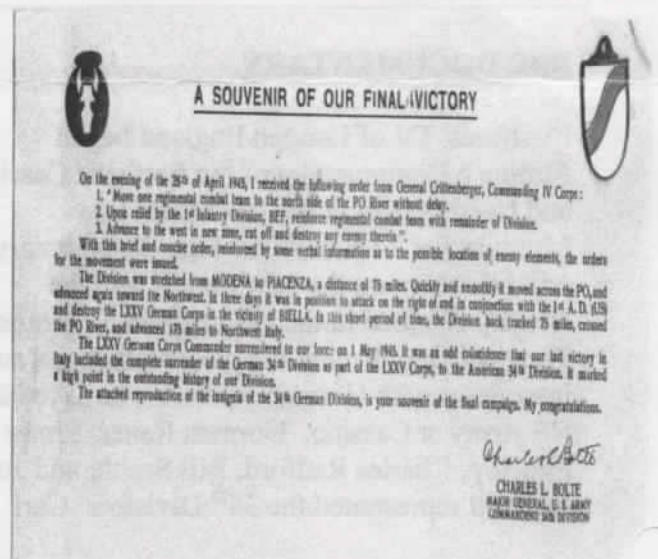 A SOUVENIR OF OUR FINAL VICTORY
On the evening of the 28th of April 1945, I received the following order from General Crittenberger, Commanding IV Corps:
1. "Move one regimental combat team to the north side of the PO River without delay.
2. Upon relief by the 1st Infantry Division, BEF, reinforce regimental combat team with remainder of Division.
3. Advance to the west in new zone, cut off and destroy any enemy therein".
With this brief and concise order, reinforced by some verbal information as to the possible location of enemy elements, the orders
for the movement were issued.
The Division was stretched from MODENA to PIACENZA, a distance of 75 miles. Quickly and smoothly it moved across the PO, and
advanced again toward the Northwest. In three days it was in position to attack on the right of and in conjunction with the 1st A. D. (US)
and destroy the LXXV German Corps in the vicinity of BIELLA. In this short period of time, the Division back tracked 75 miles, crossed
the PO River, and advanced 175 miles to Northwest Italy.
The LXXV German Corps Commander surrendered to our forces on 1 May 1945. It was an odd coincidence that our last victory in
Italy included the complete surrender of the German 34th Division as part of the LXXV Corps, to the American 34th Division. It marked
a high point in the outstanding history of our Division.
The attached reproduction of the insignia of the 34th German Division, is your souvenir of the final campaign. My congratulations.
Charles L Bolte
CHARLES L. BOLTE
MAJOR GENERAL, U. S. ARMY
COMMANDING 34th DIVISION